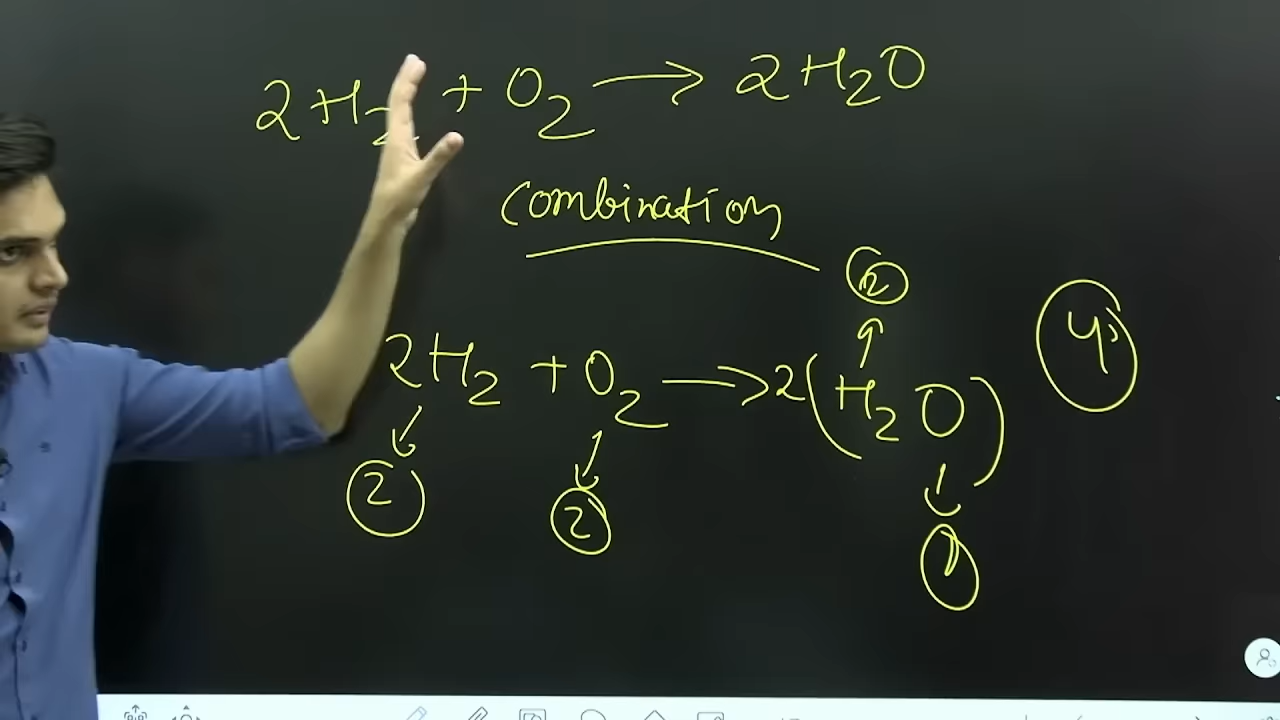 2H2 + O2 → 2H2O
Combination
2
2H2 + O2 → 2(H2O)
4
2 2 1